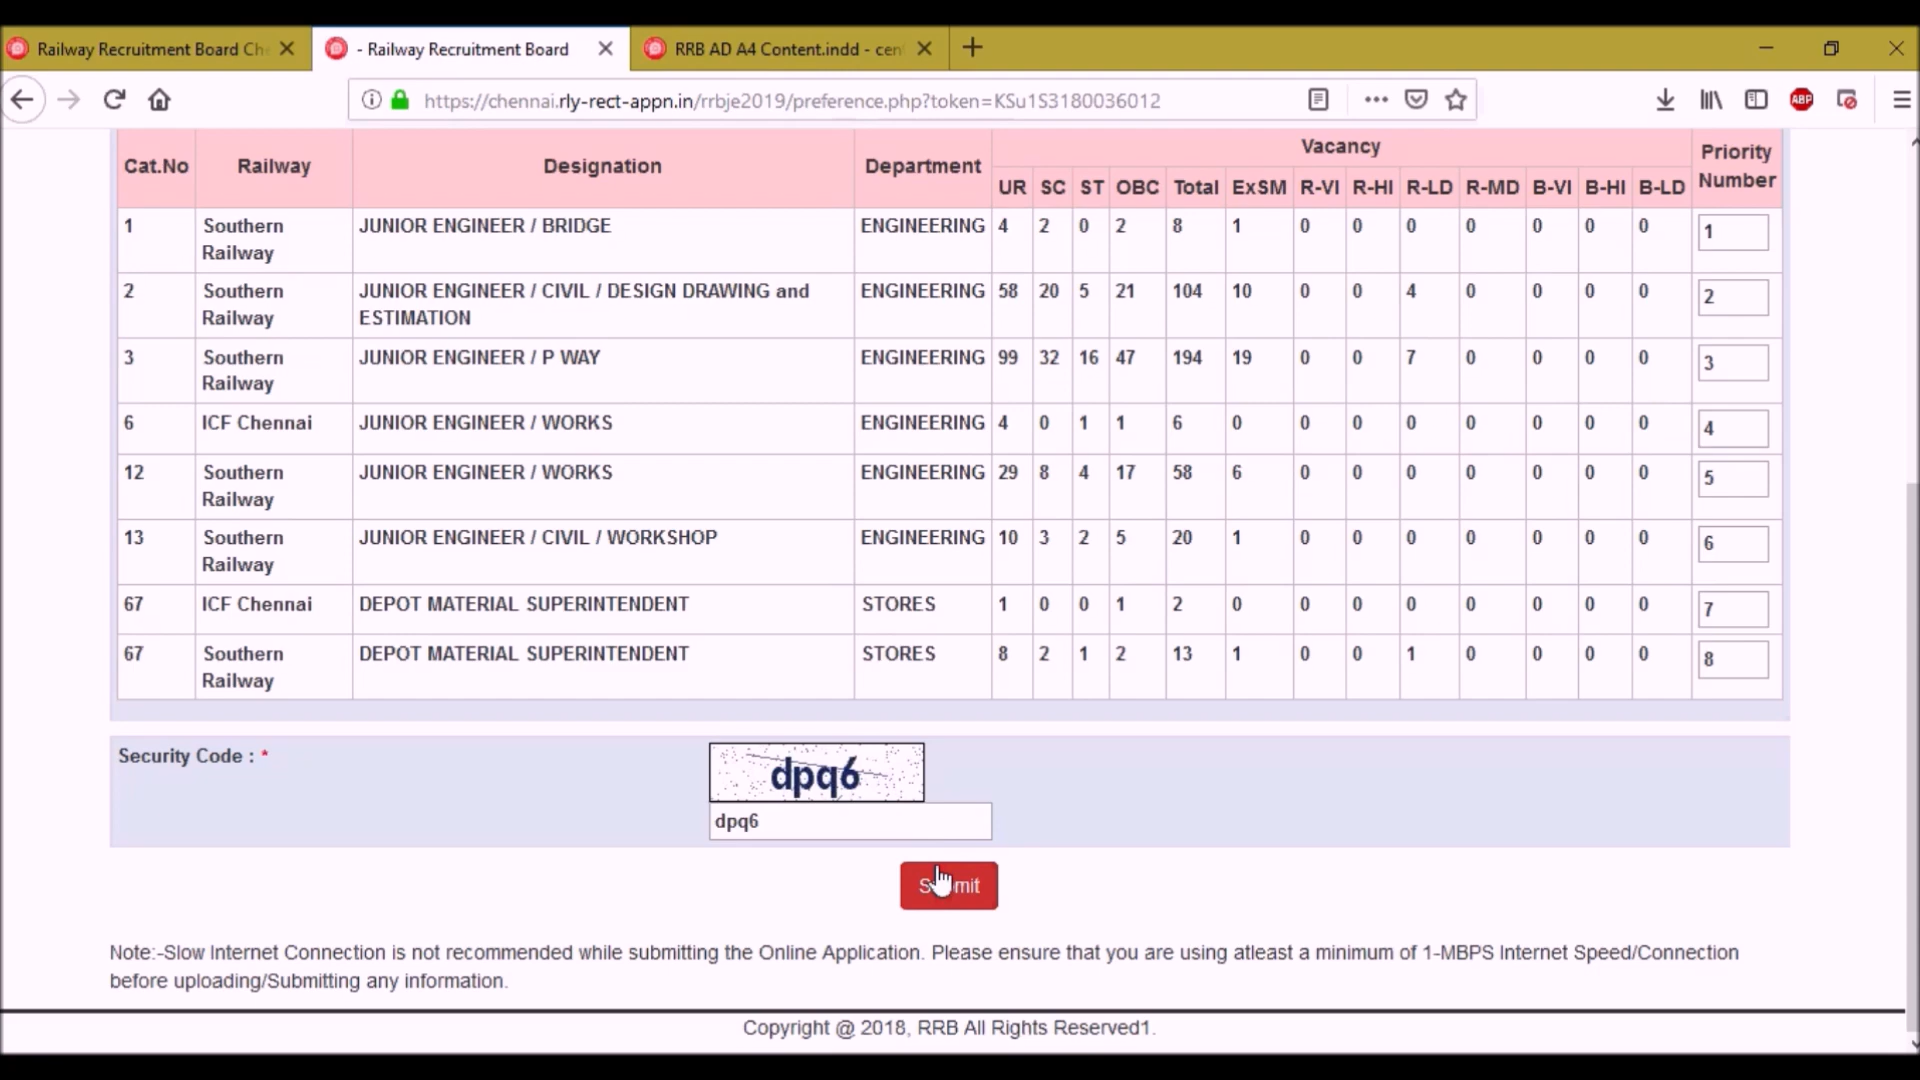 Railway Recruitment Board Che
- Railway Recruitment Board
RRB AD A4 Content.indd - cen
https://chennai.rly-rect-appn.in/rrbje2019/preference.php?token=KSu1S3180036012
ABP
Cat.No Railway Designation Department Vacancy Priority Number
UR SC ST OBC Total ExSM R-VI R-HI R-LD R-MD B-VI B-HI B-LD
1 Southern Railway JUNIOR ENGINEER / BRIDGE ENGINEERING 4 2 0 2 8 1 0 0 0 0 0 0 0 1
2 Southern Railway JUNIOR ENGINEER / CIVIL / DESIGN DRAWING and ESTIMATION ENGINEERING 58 20 5 21 104 10 0 0 4 0 0 0 0 2
3 Southern Railway JUNIOR ENGINEER / P WAY ENGINEERING 99 32 16 47 194 19 0 0 7 0 0 0 0 3
6 ICF Chennai JUNIOR ENGINEER / WORKS ENGINEERING 4 0 1 1 6 0 0 0 0 0 0 0 0 4
12 Southern Railway JUNIOR ENGINEER / WORKS ENGINEERING 29 8 4 17 58 6 0 0 0 0 0 0 0 5
13 Southern Railway JUNIOR ENGINEER / CIVIL / WORKSHOP ENGINEERING 10 3 2 5 20 1 0 0 0 0 0 0 0 6
67 ICF Chennai DEPOT MATERIAL SUPERINTENDENT STORES 1 0 0 1 2 0 0 0 0 0 0 0 0 7
67 Southern Railway DEPOT MATERIAL SUPERINTENDENT STORES 8 2 1 2 13 1 0 0 1 0 0 0 0 8
Security Code : *
dpq6
dpq6
Submit
Note:-Slow Internet Connection is not recommended while submitting the Online Application. Please ensure that you are using atleast a minimum of 1-MBPS Internet Speed/Connection
before uploading/Submitting any information.
Copyright @ 2018, RRB All Rights Reserved1.